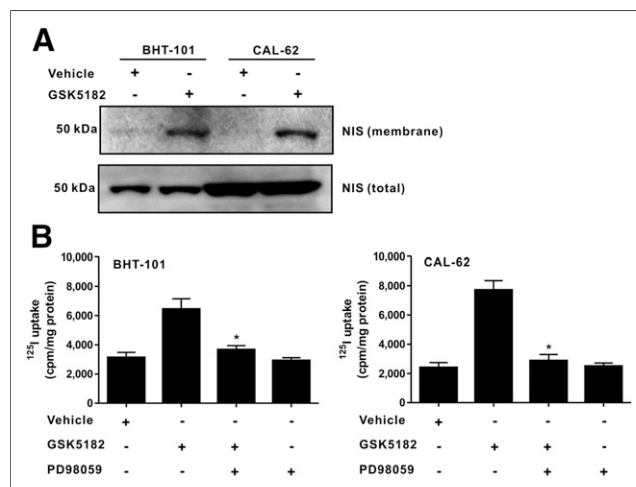 A
BHT-101 CAL-62
Vehicle + - + -
GSK5182 - + - +
50 kDa NIS (membrane)
50 kDa NIS (total)
B
BHT-101
10,000
8,000
6,000
4,000
2,000
0
¹²⁵I uptake
(cpm/mg protein)
*
Vehicle + - - -
GSK5182 - + + -
PD98059 - - + +
CAL-62
10,000
8,000
6,000
4,000
2,000
0
¹²⁵I uptake
(cpm/mg protein)
*
Vehicle + - - -
GSK5182 - + + -
PD98059 - - + +